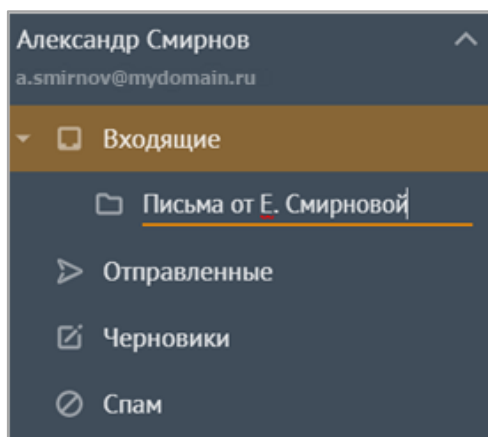 Александр Смирнов
a.smirnov@mydomain.ru
Входящие
Письма от Е. Смирновой
Отправленные
Черновики
Спам